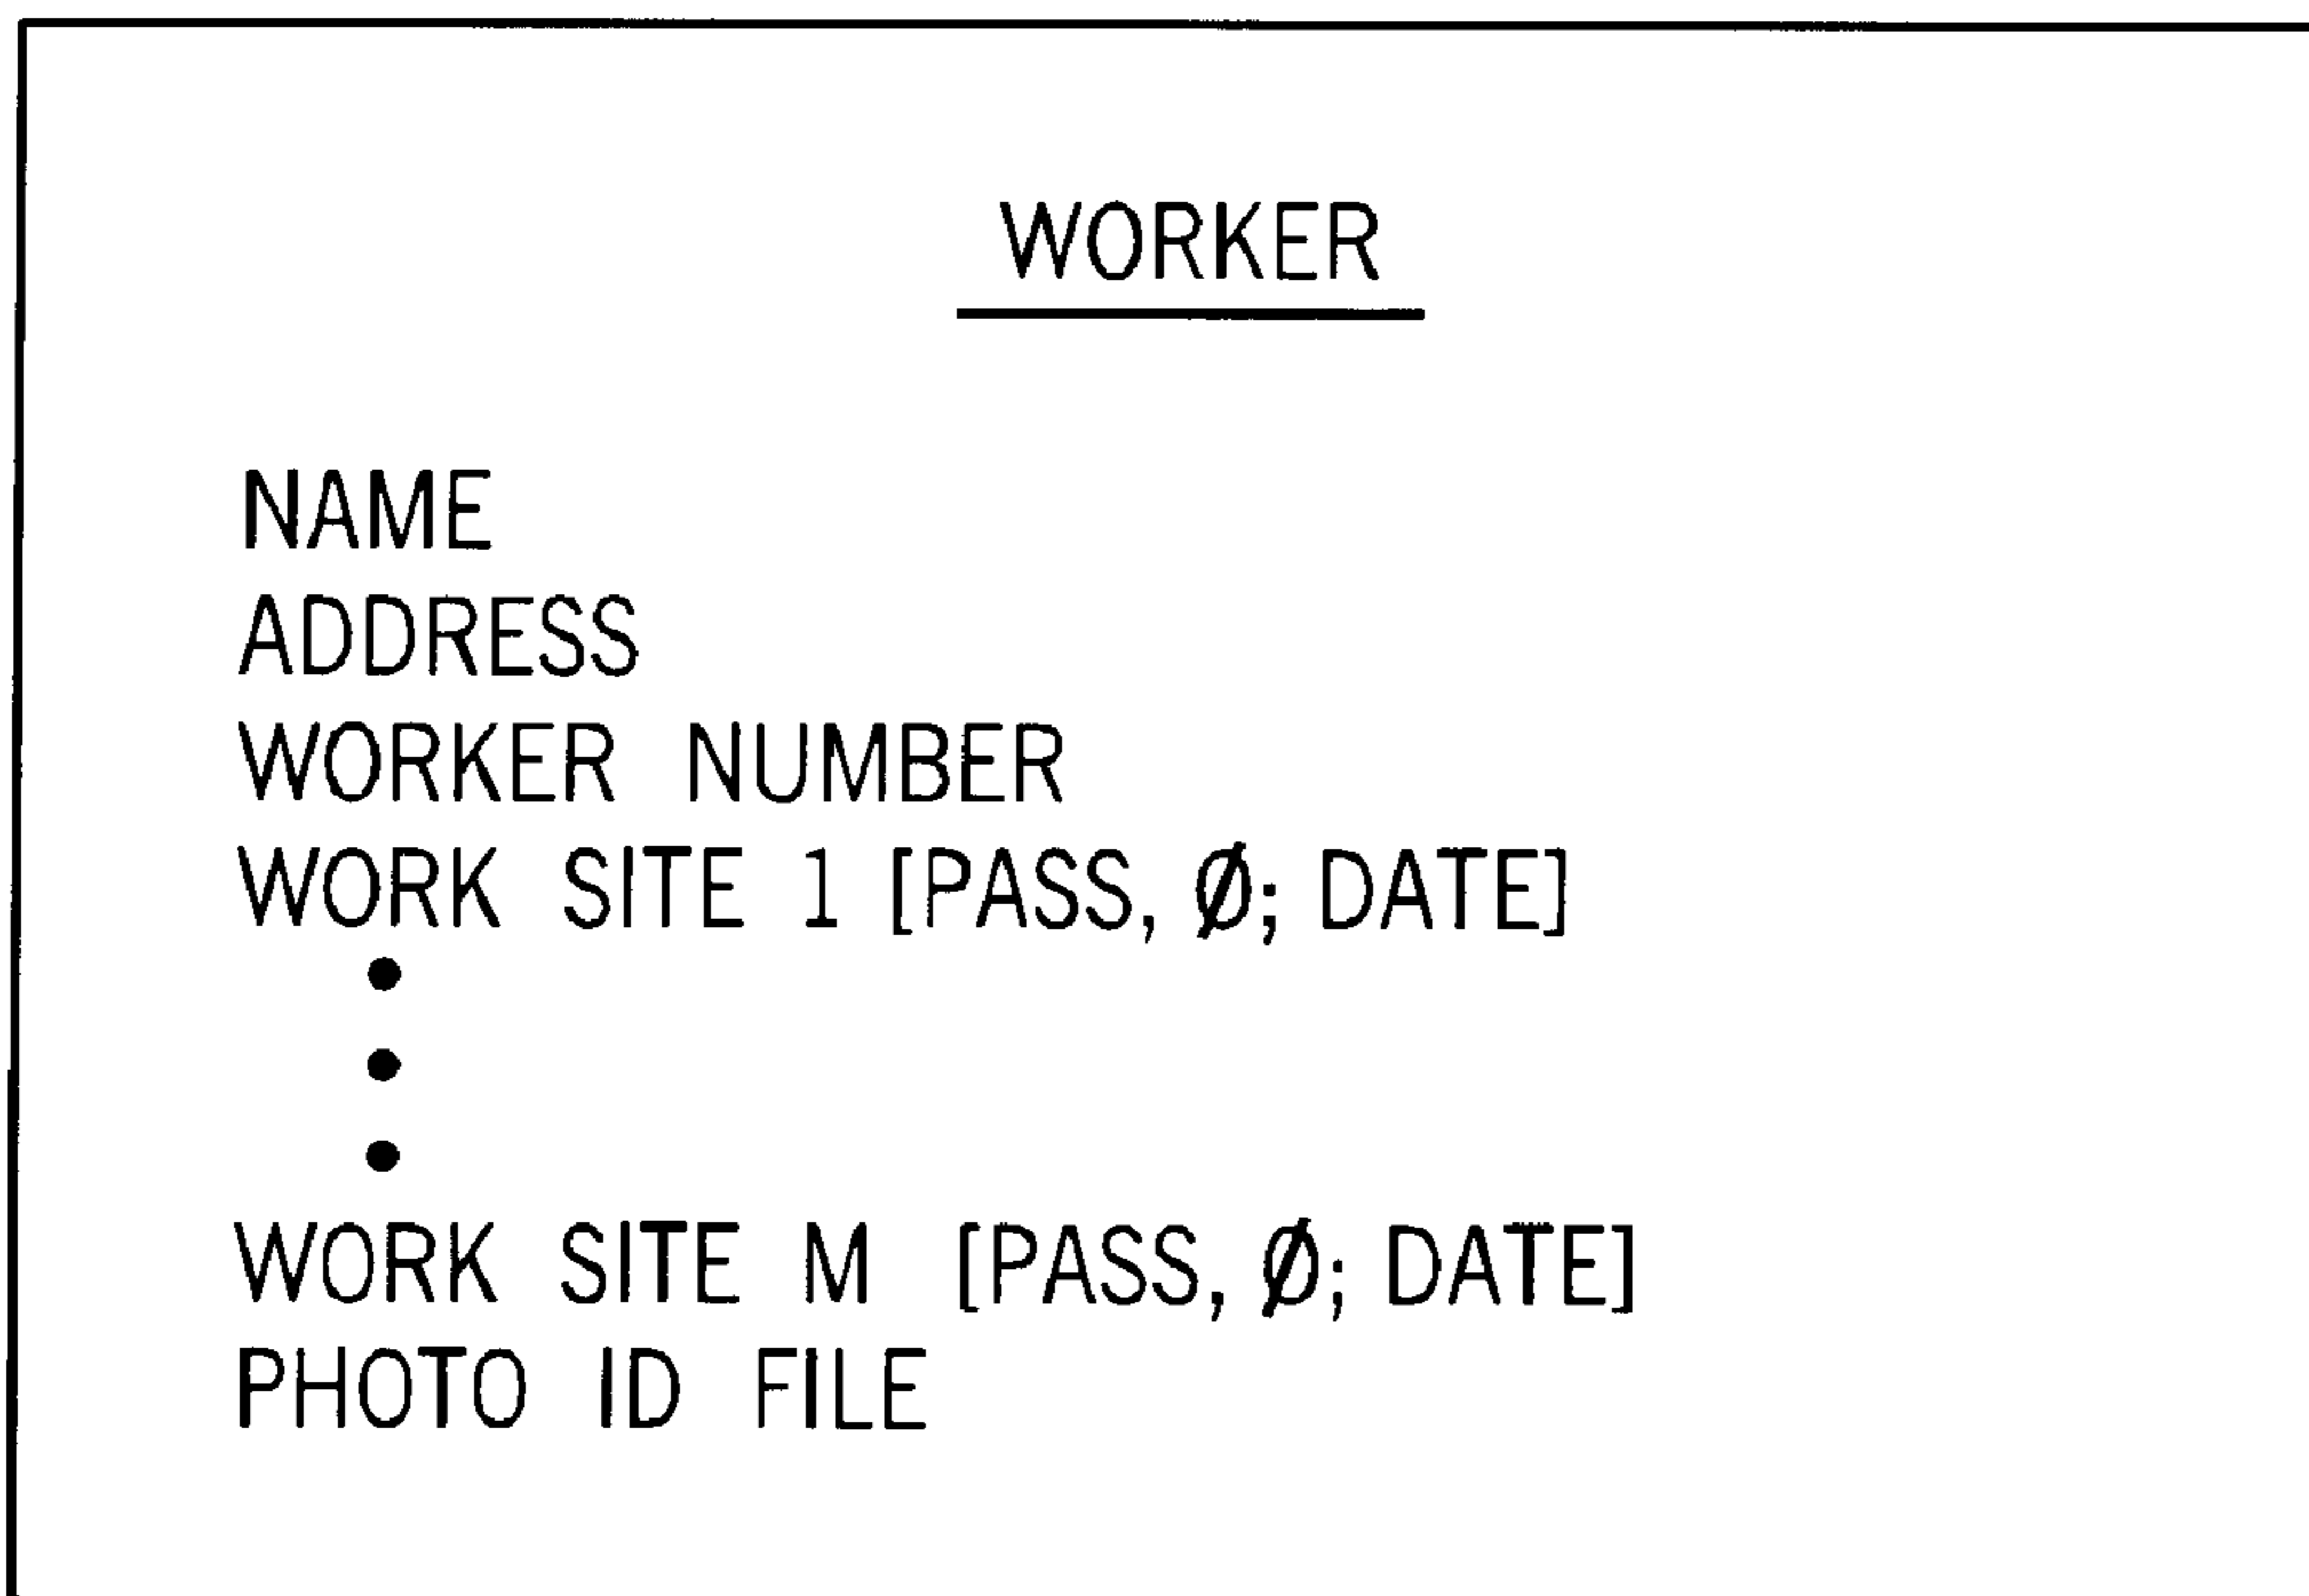 WORKER
NAME
ADDRESS
WORKER NUMBER
WORK SITE 1 [PASS, Ø; DATE]
•
•
•
WORK SITE M [PASS, Ø; DATE]
PHOTO ID FILE